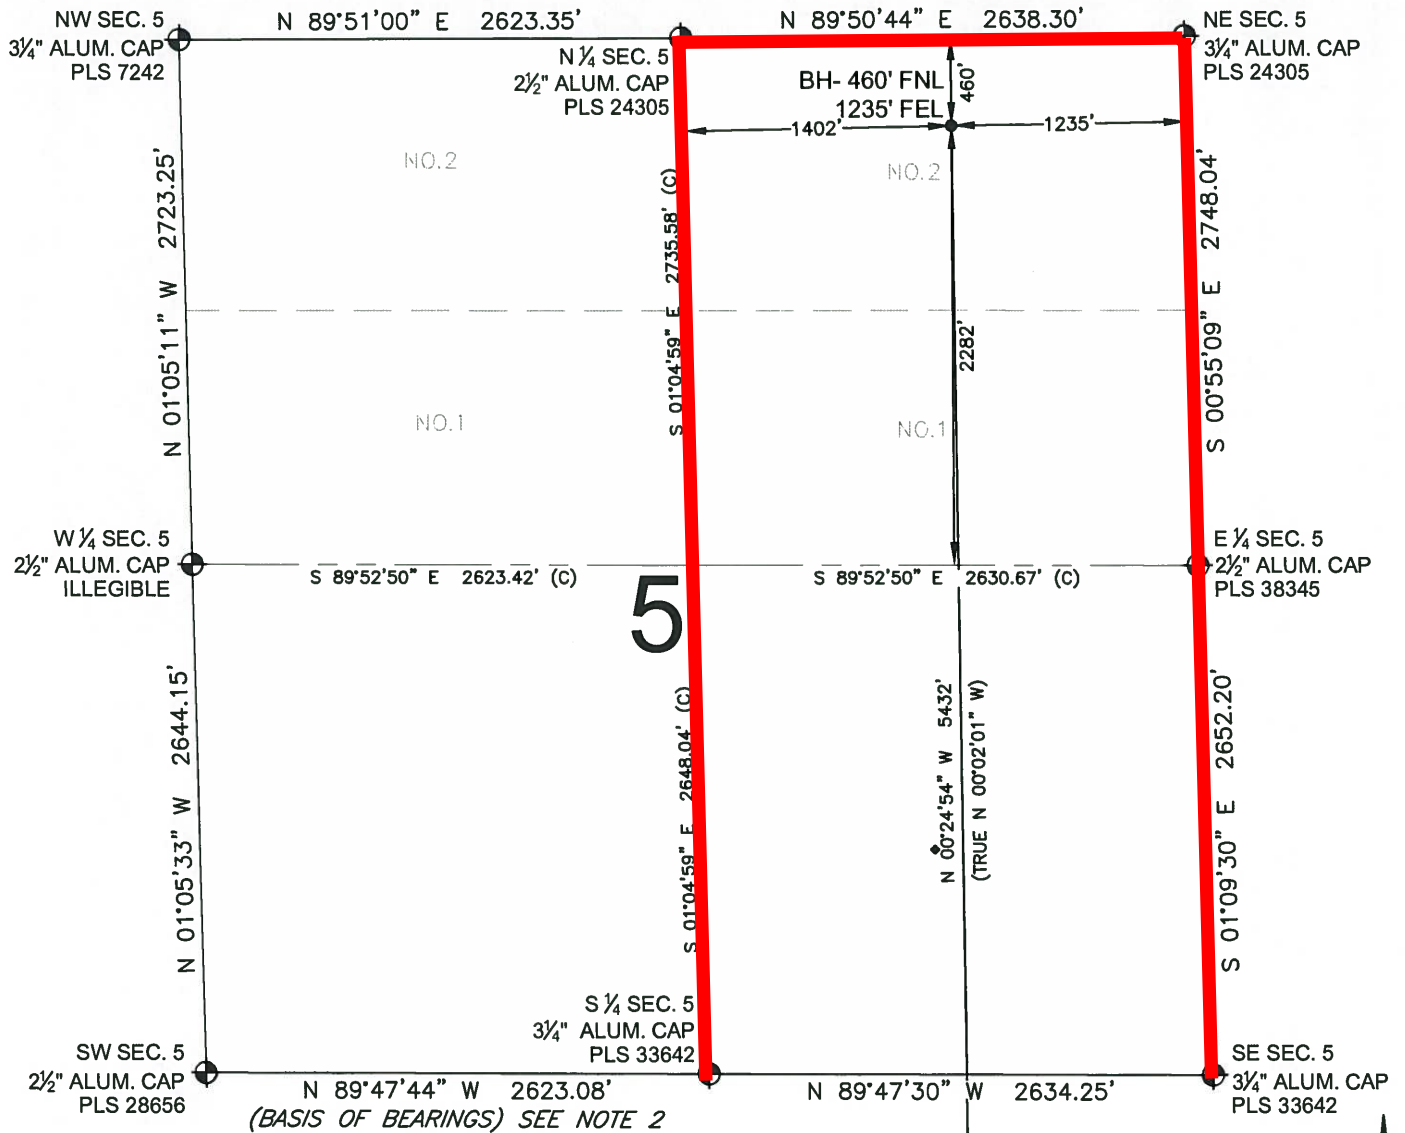 NW SEC. 5
3¼" ALUM. CAP
PLS 7242
N 89°51'00" E 2623.35'
N ¼ SEC. 5
2½" ALUM. CAP
PLS 24305
N 89°50'44" E 2638.30'
NE SEC. 5
3¼" ALUM. CAP
PLS 24305
BH- 460' FNL
1235' FEL
460'
1402'
1235'
NO.2
NO.2
N 01°05'11" W 2723.25'
S 01°04'59" E 2735.58' (C)
2282'
S 00°55'09" E 2748.04'
NO.1
NO.1
W ¼ SEC. 5
2½" ALUM. CAP
ILLEGIBLE
S 89°52'50" E 2623.42' (C)
S 89°52'50" E 2630.67' (C)
E ¼ SEC. 5
2½" ALUM. CAP
PLS 38345
5
N 01°05'33" W 2644.15'
S 01°04'59" E 2648.04' (C)
N 00°24'54" W 5432'
(TRUE N 00°02'01" W)
S 01°09'30" E 2652.20'
S ¼ SEC. 5
3¼" ALUM. CAP
PLS 33642
SW SEC. 5
2½" ALUM. CAP
PLS 28656
N 89°47'44" W 2623.08'
(BASIS OF BEARINGS) SEE NOTE 2
N 89°47'30" W 2634.25'
SE SEC. 5
3¼" ALUM. CAP
PLS 33642